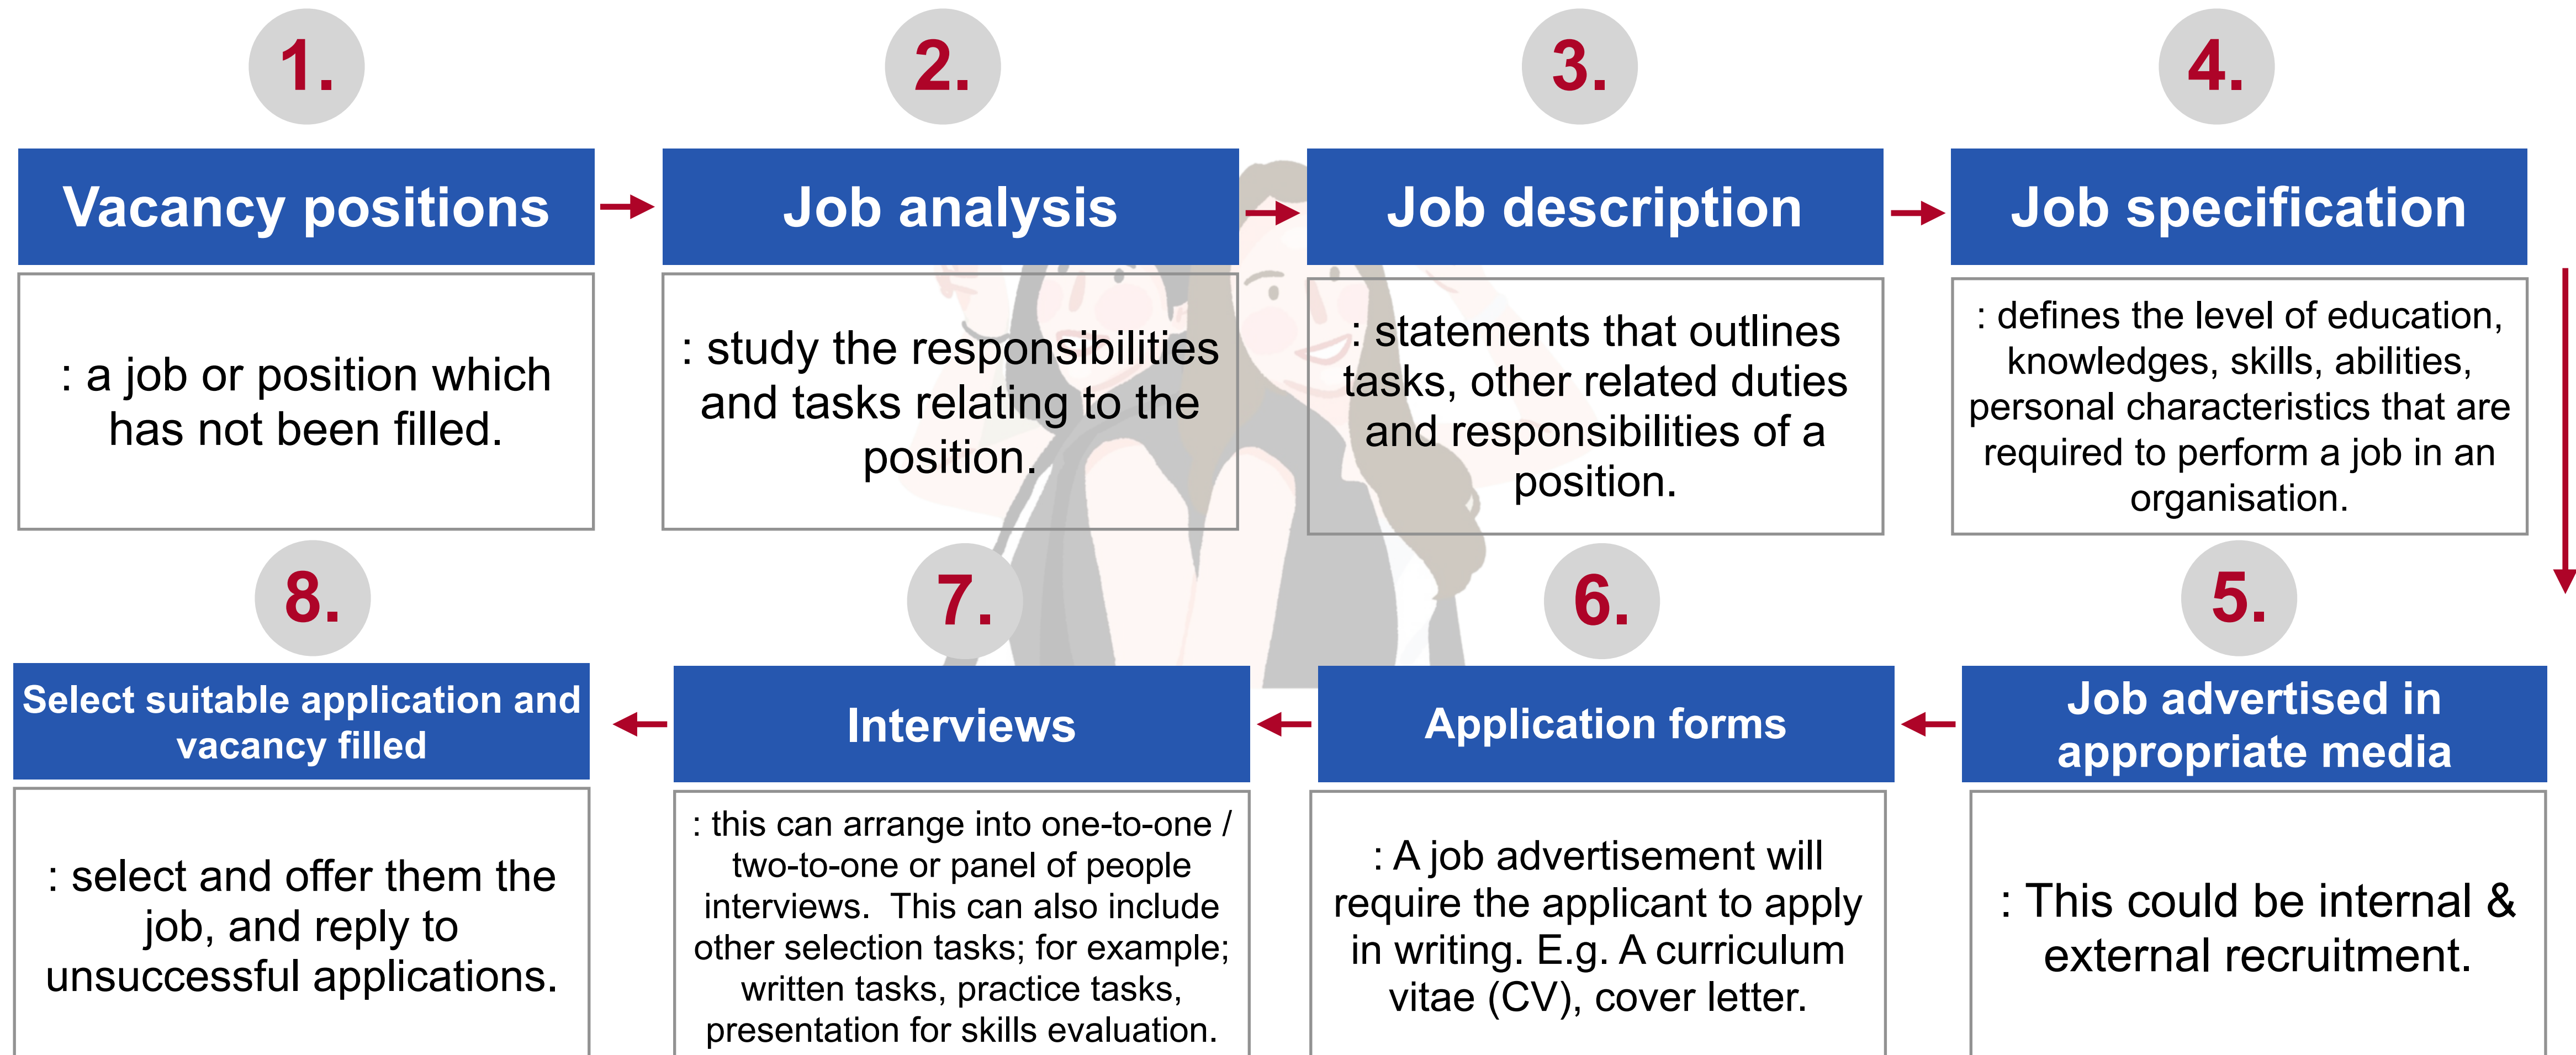 1.
Vacancy positions
: a job or position which
has not been filled.
2.
Job analysis
: study the responsibilities
and tasks relating to the
position.
3.
Job description
: statements that outlines
tasks, other related duties
and responsibilities of a
position.
4.
Job specification
: defines the level of education,
knowledges, skills, abilities,
personal characteristics that are
required to perform a job in an
organisation.
5.
Job advertised in
appropriate media
: This could be internal &
external recruitment.
6.
Application forms
: A job advertisement will
require the applicant to apply
in writing. E.g. A curriculum
vitae (CV), cover letter.
7.
Interviews
: this can arrange into one-to-one /
two-to-one or panel of people
interviews. This can also include
other selection tasks; for example;
written tasks, practice tasks,
presentation for skills evaluation.
8.
Select suitable application and
vacancy filled
: select and offer them the
job, and reply to
unsuccessful applications.